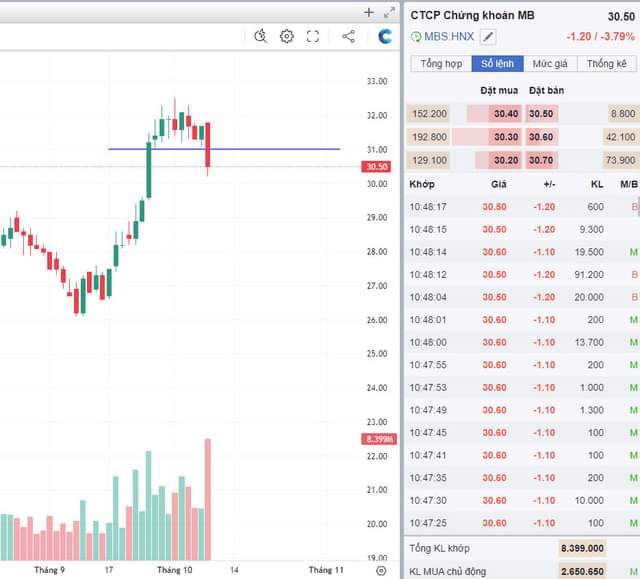 CTCP Chứng khoán MB 30.50
MBS HNX -1.20 / -3.79%
Tổng hợp Sổ lệnh Mức giá Thống kê
Đặt mua Đặt bán
152.200 30.40 30.50 8.800
192.800 30.30 30.60 42.100
129.100 30.20 30.70 73.900
Khớp Giá +/- KL M/B
10:48:17 30.50 -1.20 600 B
10:48:15 30.50 -1.20 9.300
10:48:14 30.60 -1.10 19.500 M
10:48:12 30.50 -1.20 91.200 B
10:48:04 30.50 -1.20 20.000 B
10:48:01 30.60 -1.10 200 M
10:48:00 30.60 -1.10 13.700 M
10:47:55 30.60 -1.10 200 M
10:47:53 30.60 -1.10 1.000 M
10:47:49 30.60 -1.10 1.300 M
10:47:45 30.60 -1.10 100 M
10:47:41 30.60 -1.10 100 M
10:47:35 30.60 -1.10 200 M
10:47:30 30.60 -1.10 10.000 M
10:47:25 30.60 -1.10 100 M
Tổng KL khớp 8.399.000
KL MUA chủ động 2.650.650 M
33.00
32.00
31.00
30.50
30.00
29.00
28.00
27.00
26.00
25.00
24.00
23.00
8.399M
22.00
21.00
20.00
19.00
Tháng 9 17 Tháng 10 14 Tháng 11